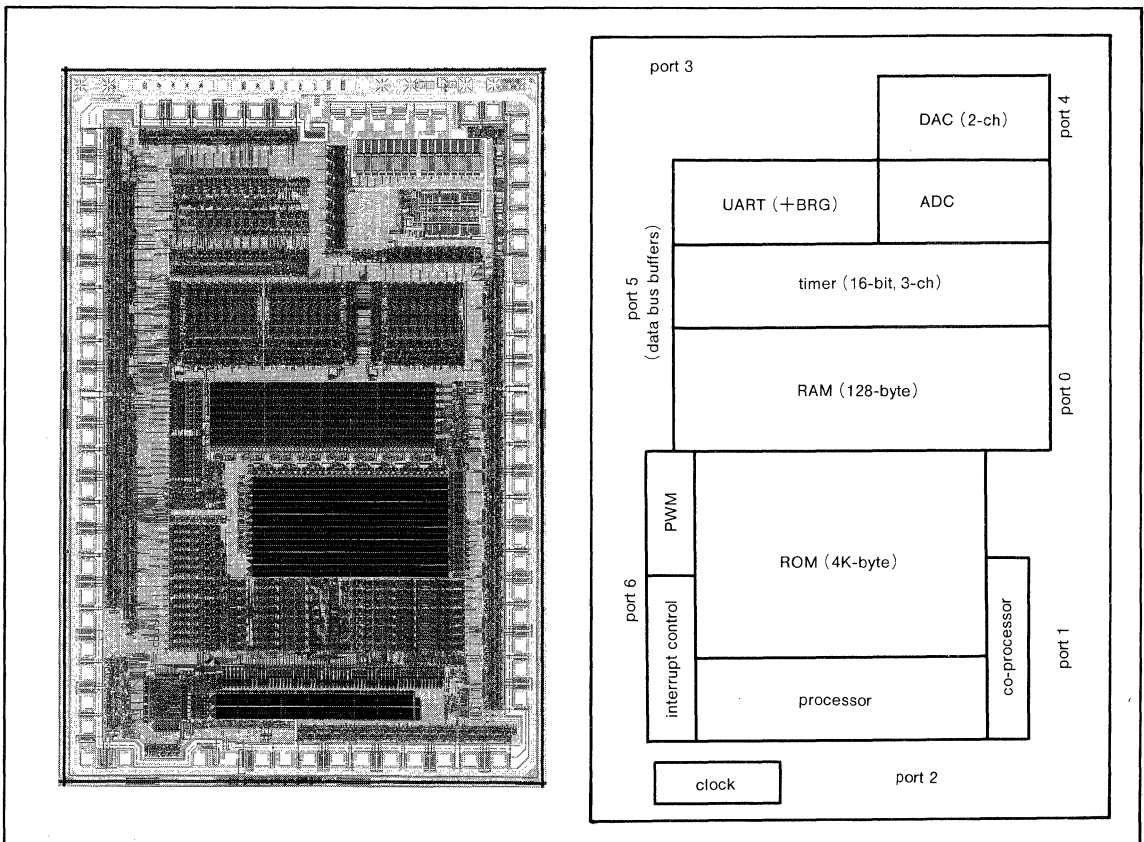 port 3
DAC (2-ch)
port 4
UART (+BRG)
ADC
port 5
(data bus buffers)
timer (16-bit, 3-ch)
RAM (128-byte)
port 0
PWM
ROM (4K-byte)
port 6
interrupt control
co-processor
port 1
processor
clock
port 2